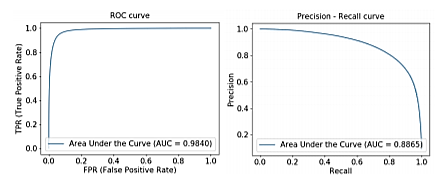 ROC curve
TPR (True Positive Rate)
1.0
0.8
0.6
0.4
0.2
0.0
Area Under the Curve (AUC = 0.9840)
0.0 0.2 0.4 0.6 0.8 1.0
FPR (False Positive Rate)
Precision - Recall curve
Precision
1.0
0.8
0.6
0.4
0.2
Area Under the Curve (AUC = 0.8865)
0.0 0.2 0.4 0.6 0.8 1.0
Recall